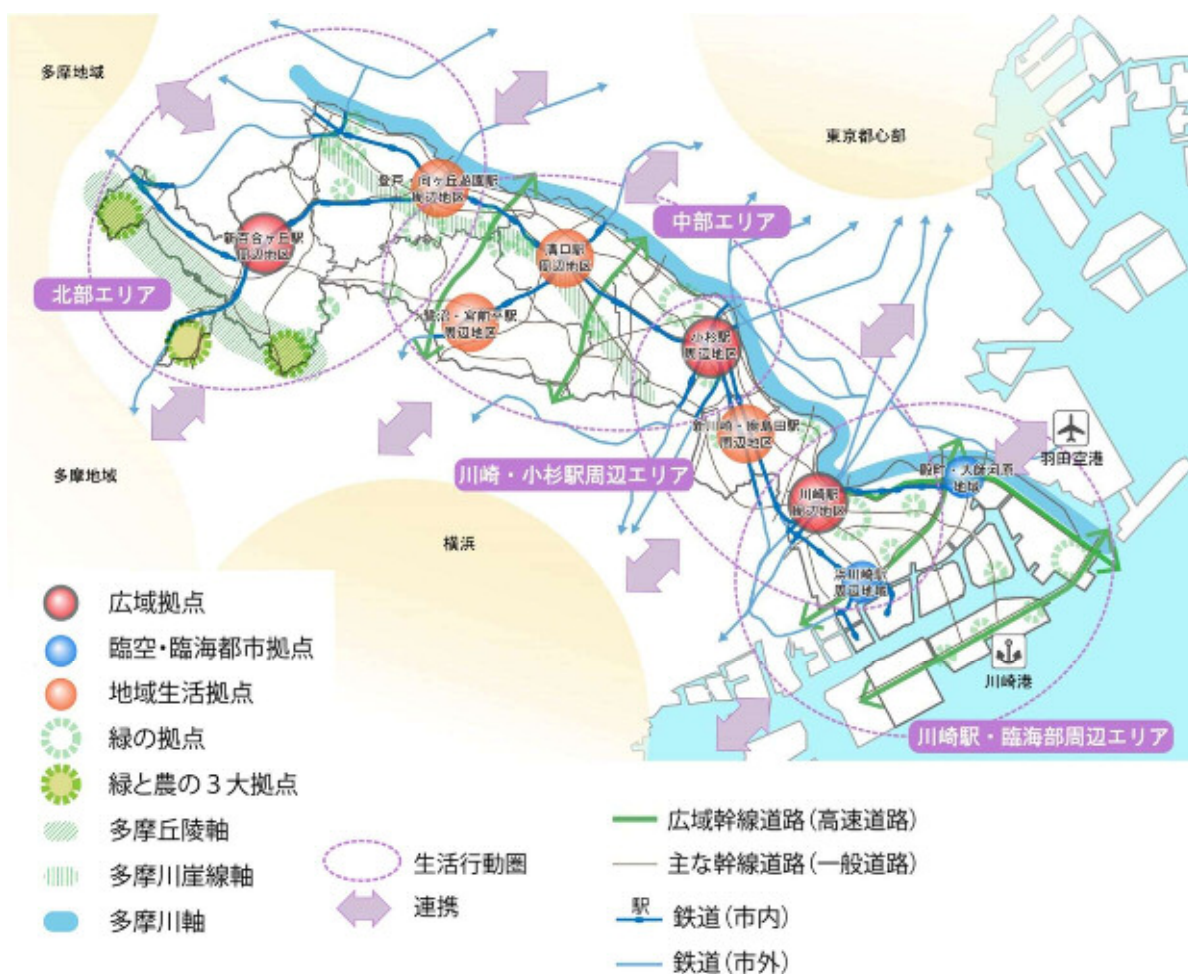 多摩地域
東京都心部
登戸・向ヶ丘遊園駅
周辺地区
中部エリア
新百合ヶ丘駅
周辺地区
溝口駅
周辺地区
北部エリア
鷺沼・宮前平駅
周辺地区
小杉駅
周辺地区
新川崎・鹿島田駅
周辺地区
羽田空港
多摩地域
川崎・小杉駅周辺エリア
殿町・大師河原
地域
川崎駅
周辺地区
横浜
浜川崎駅
周辺地域
川崎港
川崎駅・臨海部周辺エリア
広域拠点
臨空・臨海都市拠点
地域生活拠点
緑の拠点
緑と農の3大拠点
多摩丘陵軸
多摩川崖線軸
多摩川軸
生活行動圏
連携
広域幹線道路(高速道路)
主な幹線道路(一般道路)
駅
鉄道(市内)
鉄道(市外)